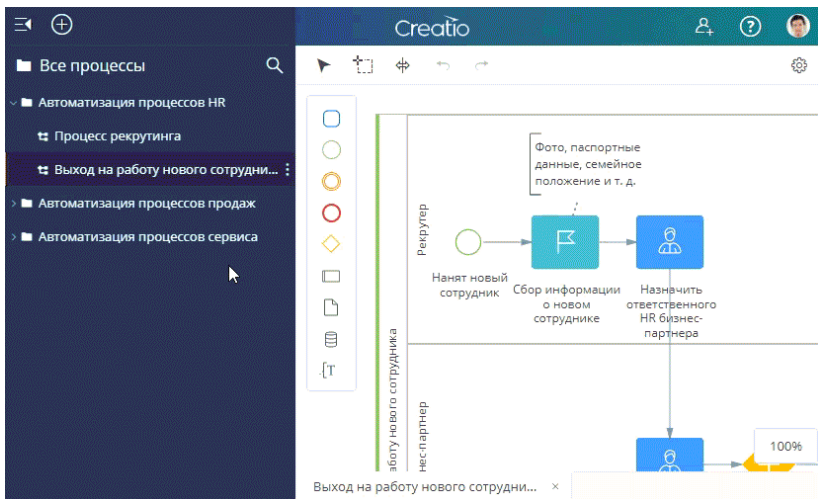 Creatio
?
Все процессы
Автоматизация процессов HR
Процесс рекрутинга
Выход на работу нового сотрудни...
Автоматизация процессов продаж
Автоматизация процессов сервиса
T
Фото, паспортные
данные, семейное
положение и т. д.
Рекрутер
Нанят новый
сотрудник
Сбор информации
о новом
сотруднике
Назначить
ответственного
HR бизнес-
партнера
аботу нового сотрудника
нес-партнер
100%
Выход на работу нового сотрудни...